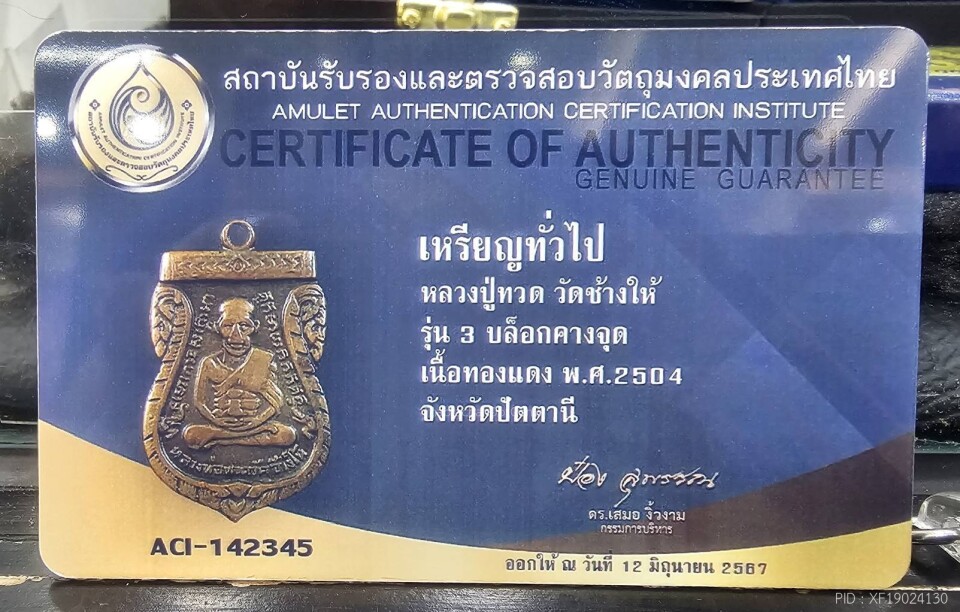 สถาบันรับรองและตรวจสอบวัตถุมงคลประเทศไทย
AMULET AUTHENTICATION CERTIFICATION INSTITUTE
CERTIFICATE OF AUTHENTICITY
GENUINE GUARANTEE
เหรียญทั่วไป
หลวงปู่ทวด วัดช้างให้
รุ่น 3 บล็อกคางจุด
เนื้อทองแดง พ.ศ.2504
จังหวัดปัตตานี
ดร.เสมอ งิ้วงาม
กรรมการบริหาร
ACI-142345
ออกให้ ณ วันที่ 12 มิถุนายน 2567
PID : XF19024130